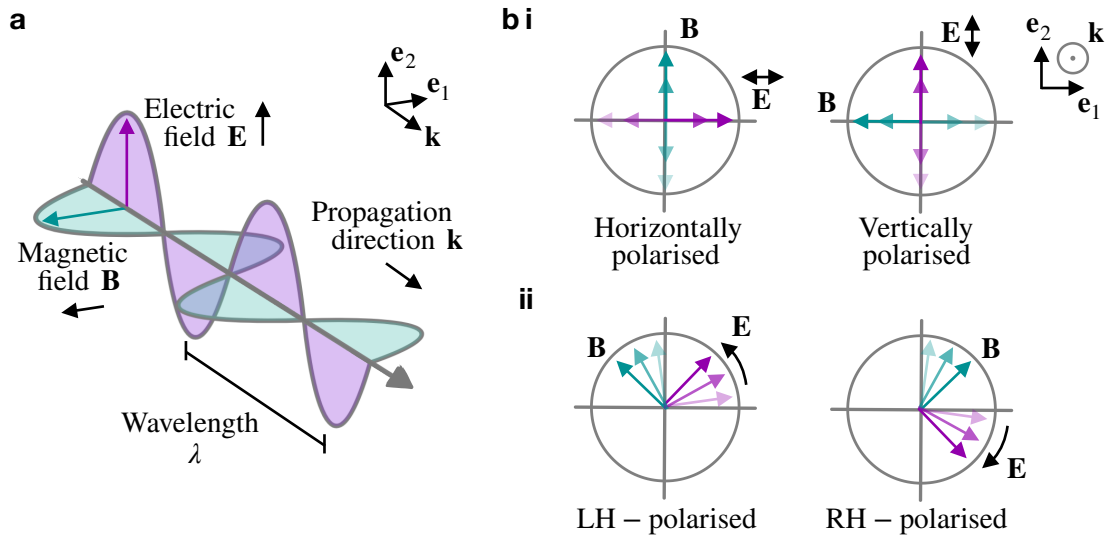 a
Electric
field E
e2
e1
k
Propagation
direction k
Magnetic
field B
Wavelength
λ
b i
B
E
Horizontally
polarised
E
B
Vertically
polarised
e2
k
e1
ii
B
E
LH – polarised
B
E
RH – polarised